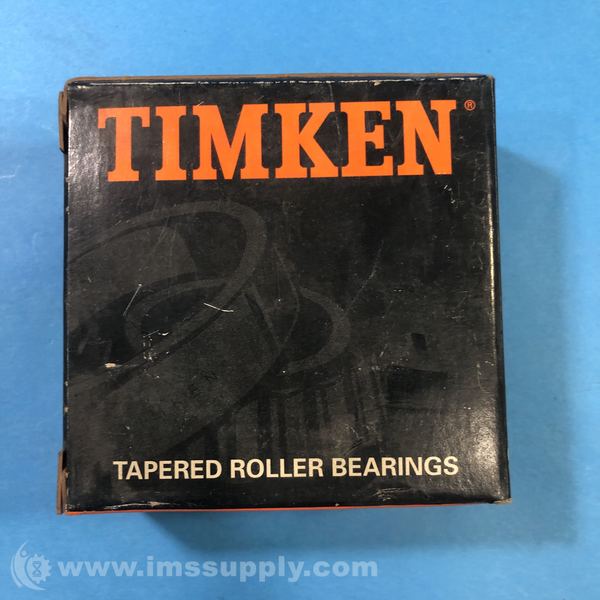 TIMKEN®
TAPERED ROLLER BEARINGS
www.imssupply.com